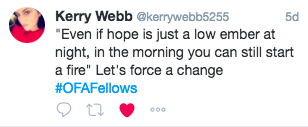 Kerry Webb @kerrywebb5255 5d
"Even if hope is just a low ember at
night, in the morning you can still start
a fire" Let's force a change
#OFAFellows